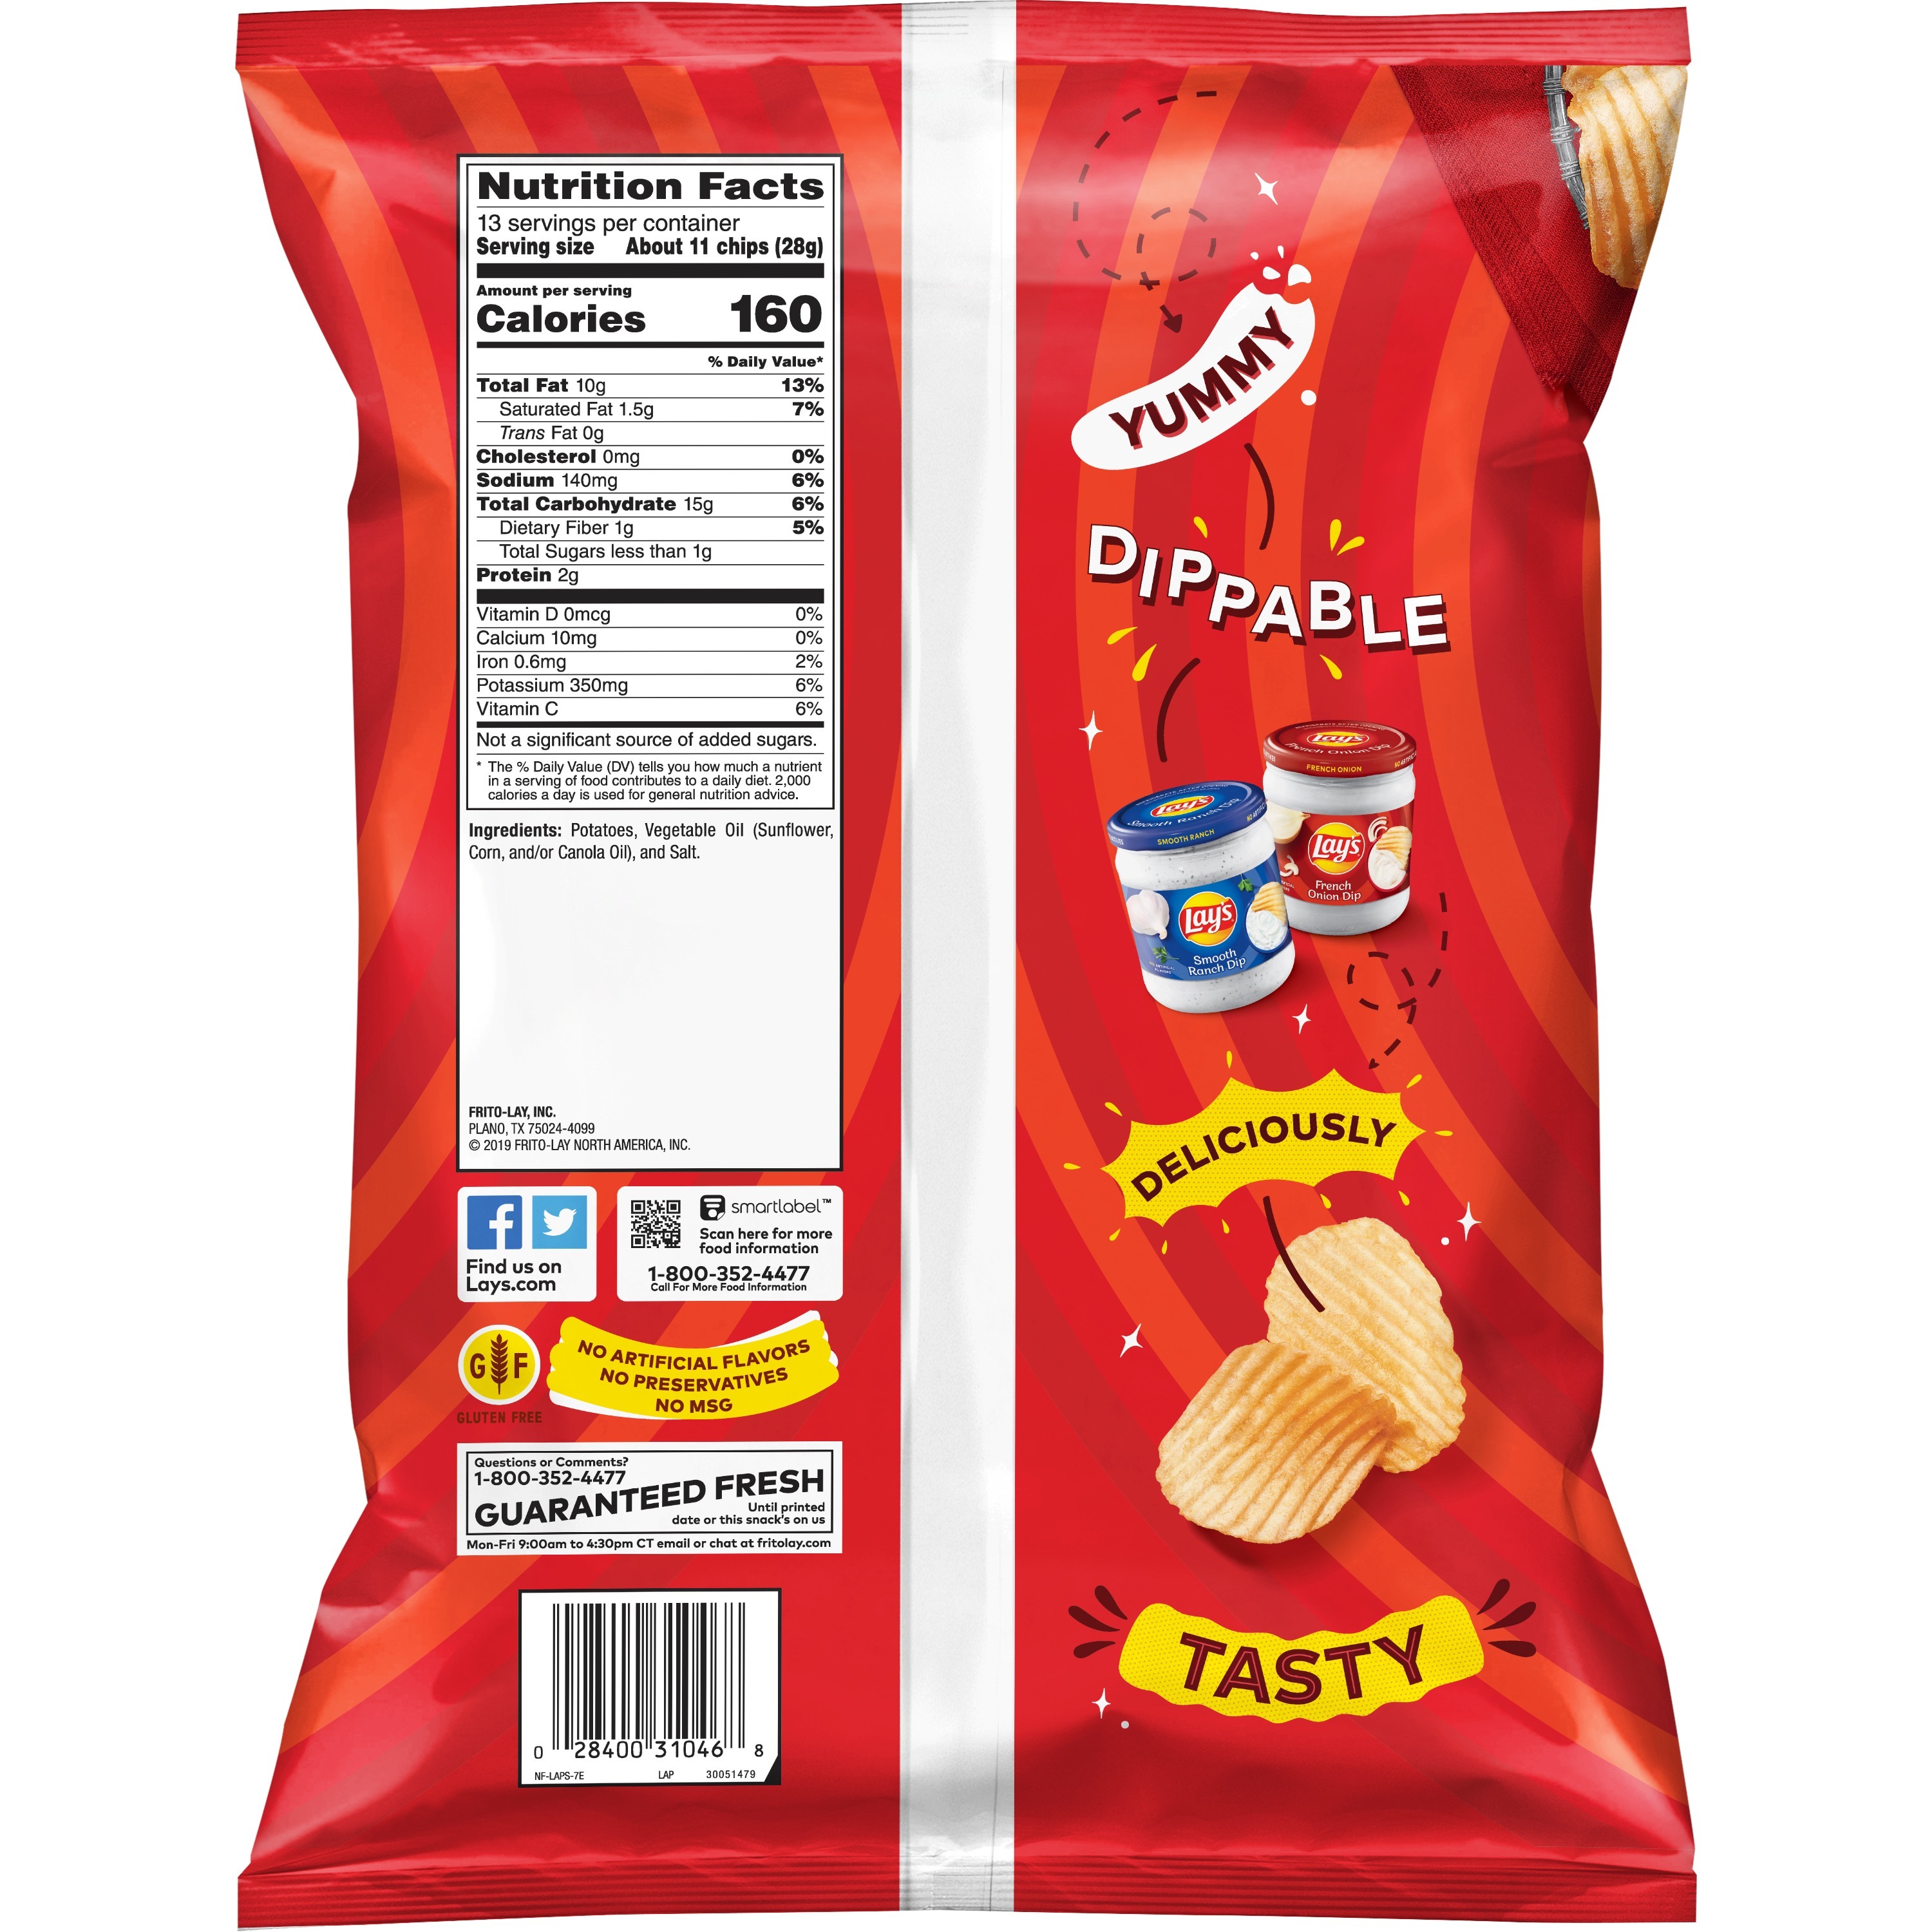 Nutrition Facts
13 servings per container
Serving size About 11 chips (28g)
Amount per serving
Calories 160
% Daily Value*
Total Fat 10g 13%
Saturated Fat 1.5g 7%
Trans Fat 0g
Cholesterol 0mg 0%
Sodium 140mg 6%
Total Carbohydrate 15g 6%
Dietary Fiber 1g 5%
Total Sugars less than 1g
Protein 2g
Vitamin D 0mcg 0%
Calcium 10mg 0%
Iron 0.6mg 2%
Potassium 350mg 6%
Vitamin C 6%
Not a significant source of added sugars.
* The % Daily Value (DV) tells you how much a nutrient
in a serving of food contributes to a daily diet. 2,000
calories a day is used for general nutrition advice.
Ingredients: Potatoes, Vegetable Oil (Sunflower,
Corn, and/or Canola Oil), and Salt.
FRITO-LAY, INC.
PLANO, TX 75024-4099
© 2019 FRITO-LAY NORTH AMERICA, INC.
f
Find us on
Lays.com
smartlabel™
Scan here for more
food information
1-800-352-4477
Call For More Food Information
G F
GLUTEN FREE
NO ARTIFICIAL FLAVORS
NO PRESERVATIVES
NO MSG
Questions or Comments?
1-800-352-4477
GUARANTEED FRESH
Until printed
date or this snack's on us
Mon-Fri 9:00am to 4:30pm CT email or chat at fritolay.com
0 28400 31046 8
NF-LAPS-7E LAP 30051479
YUMMY
DIPPABLE
Lay's
French Onion Dip
FRENCH ONION
Lay's
French
Onion Dip
Lay's
Smooth Ranch Dip
SMOOTH RANCH
Lay's
Smooth
Ranch Dip
DELICIOUSLY
TASTY